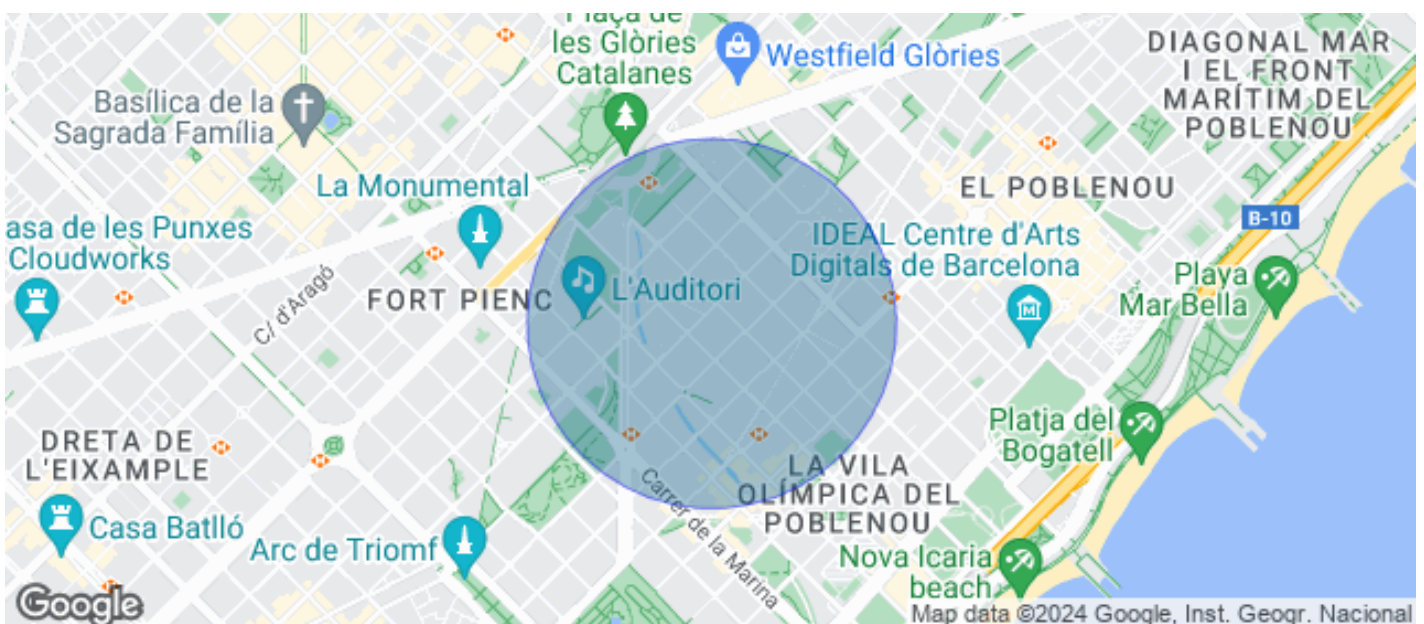 Plaça de
les Glòries
Catalanes
Westfield Glòries
DIAGONAL MAR
I EL FRONT
MARÍTIM DEL
POBLENOU
Basílica de la
Sagrada Família
La Monumental
EL POBLENOU
B-10
asa de les Punxes
Cloudworks
IDEAL Centre d'Arts
Digitals de Barcelona
Playa
Mar Bella
C/ d'Aragó
FORT PIENC
L'Auditori
Platja del
Bogatell
DRETA DE
L'EIXAMPLE
LA VILA
OLÍMPICA DEL
POBLENOU
Carrer de la Marina
Casa Batlló
Arc de Triomf
Nova Icaria
beach
Google
Map data ©2024 Google, Inst. Geogr. Nacional
M